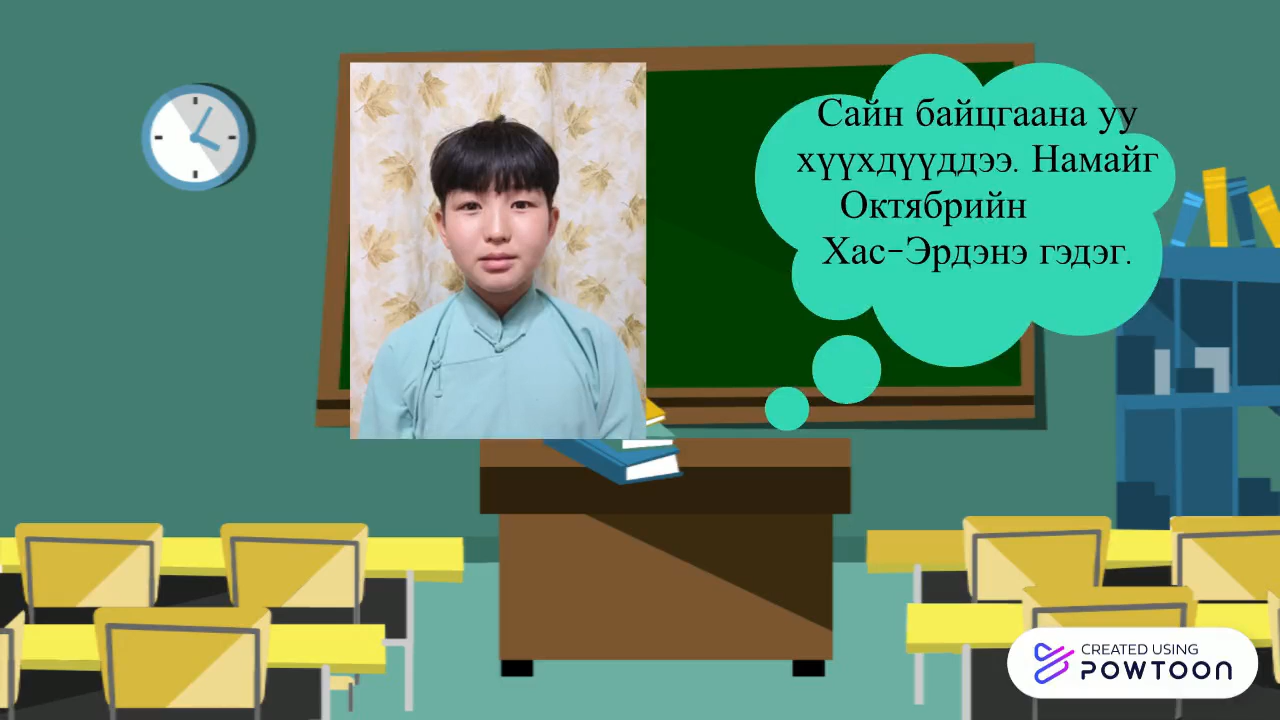 Сайн байцгаана уу
хүүхдүүддээ. Намайг
Октябрийн
Хас-Эрдэнэ гэдэг.
CREATED USING
POWTOON